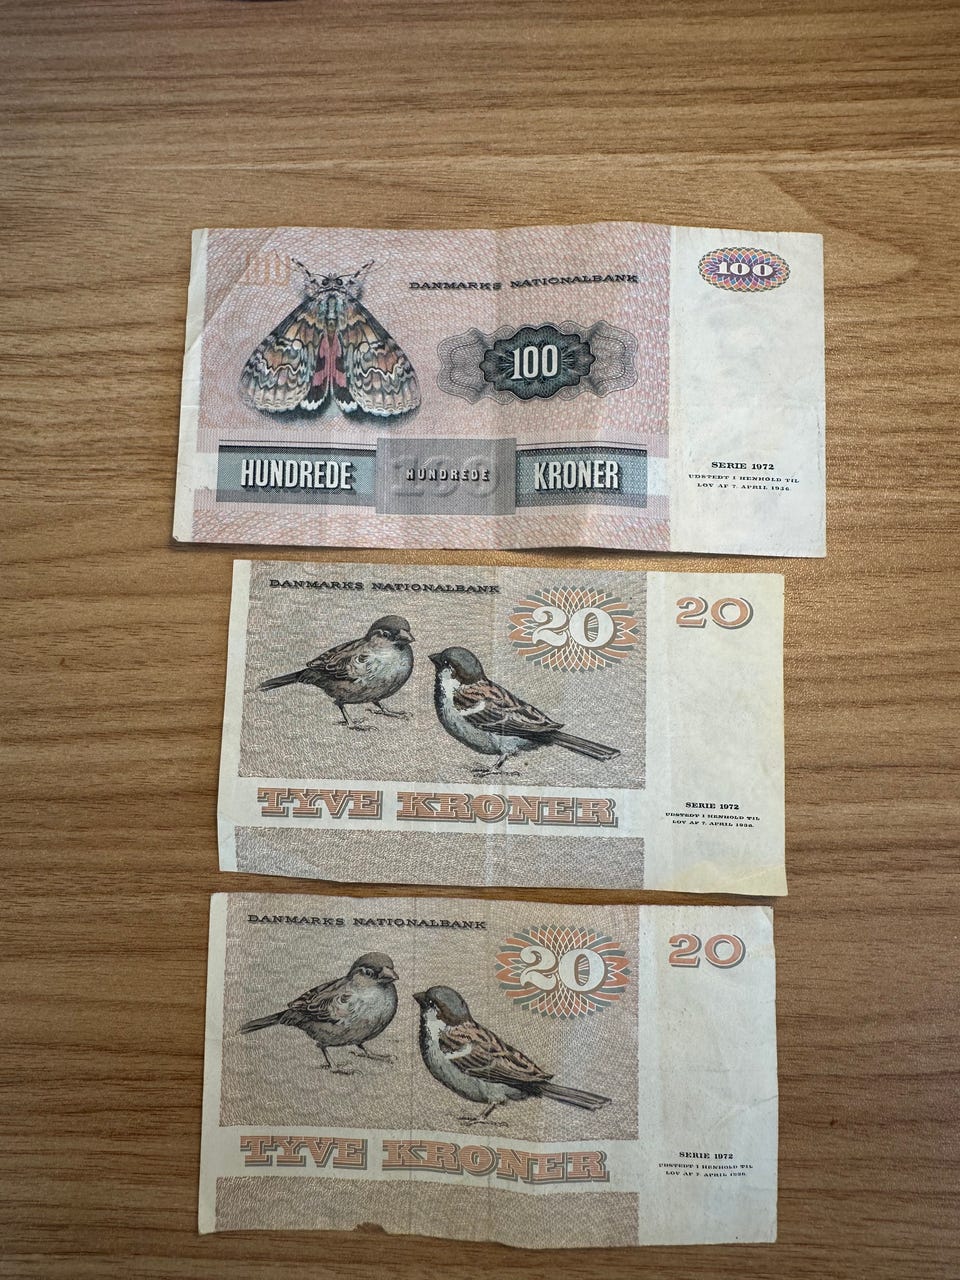 DANMARKS NATIONALBANK
100
100
HUNDREDE
100
HUNDREDE
KRONER
SERIE 1972
UDSTEDT I HENHOLD TIL
LOV AF 7. APRIL 1936.
DANMARKS NATIONALBANK
20
20
TYVE KRONER
SERIE 1972
UDSTEDT I HENHOLD TIL
LOV AF 7. APRIL 1936.
DANMARKS NATIONALBANK
20
20
TYVE KRONER
SERIE 1972
UDSTEDT I HENHOLD TIL
LOV AF 7. APRIL 1936.